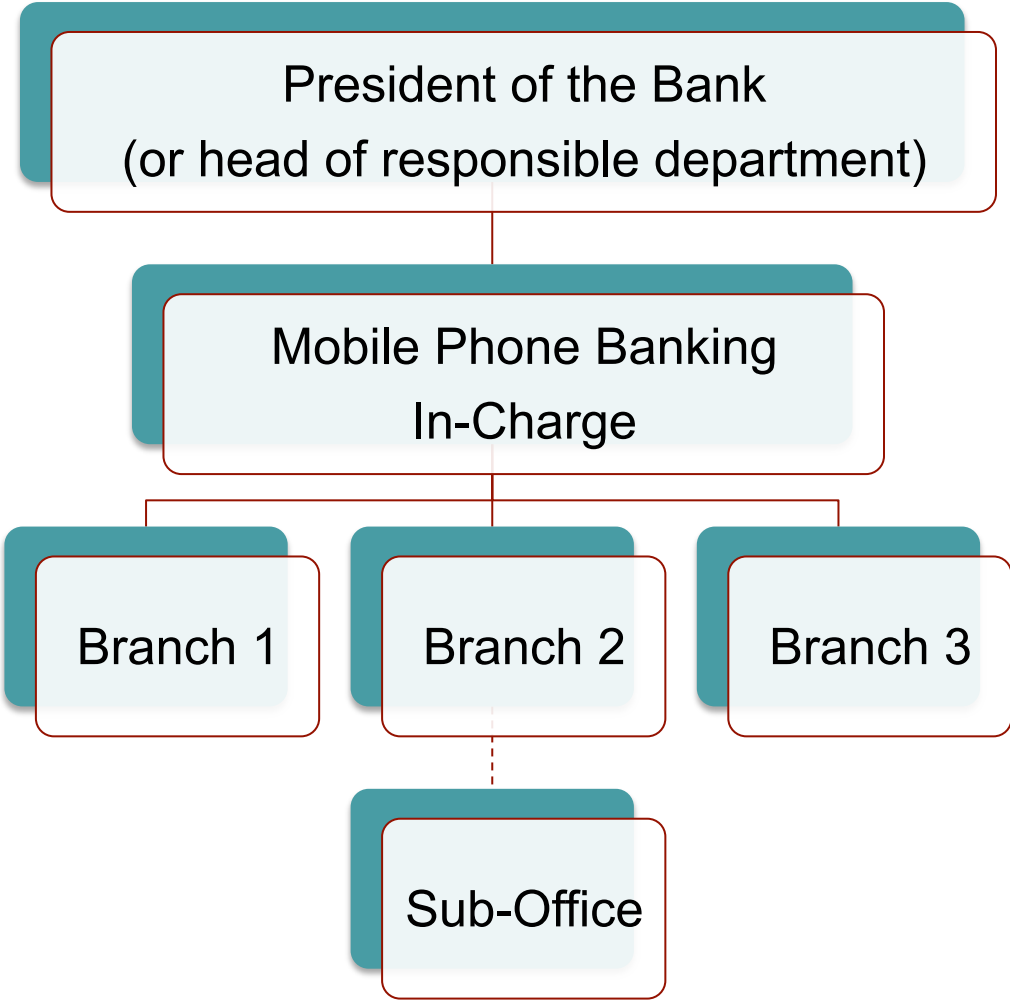 President of the Bank
(or head of responsible department)
Mobile Phone Banking
In-Charge
Branch 1
Branch 2
Branch 3
Sub-Office